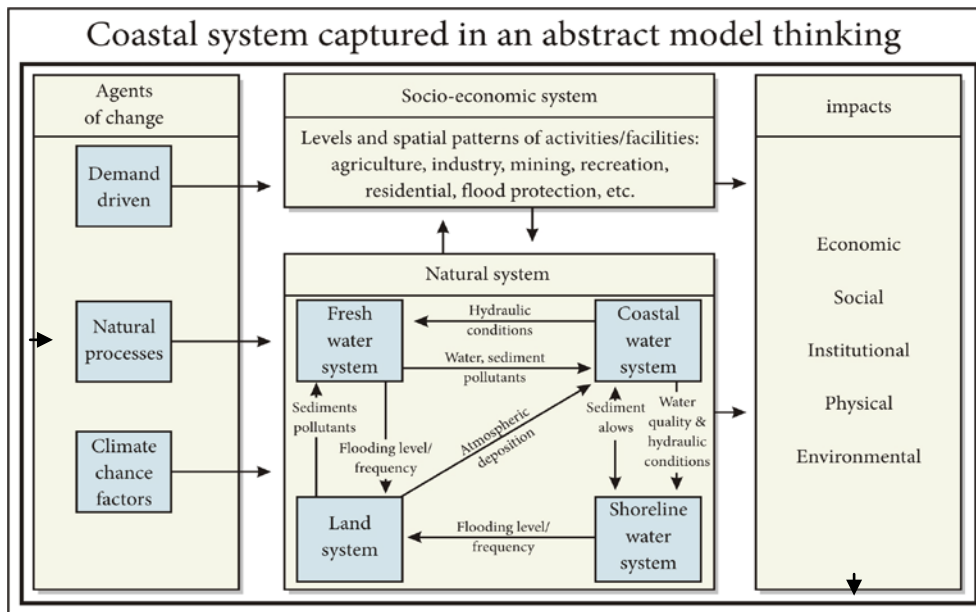 Coastal system captured in an abstract model thinking
Agents
of change
Demand
driven
Natural
processes
Climate
chance
factors
Socio-economic system
Levels and spatial patterns of activities/facilities:
agriculture, industry, mining, recreation,
residential, flood protection, etc.
Natural system
Fresh
water
system
Hydraulic
conditions
Coastal
water
system
Water, sediment
pollutants
Sediments
pollutants
Flooding level/
frequency
Atmospheric
deposition
Sediment
alows
Water
quality &
hydraulic
conditions
Land
system
Flooding level/
frequency
Shoreline
water
system
impacts
Economic
Social
Institutional
Physical
Environmental